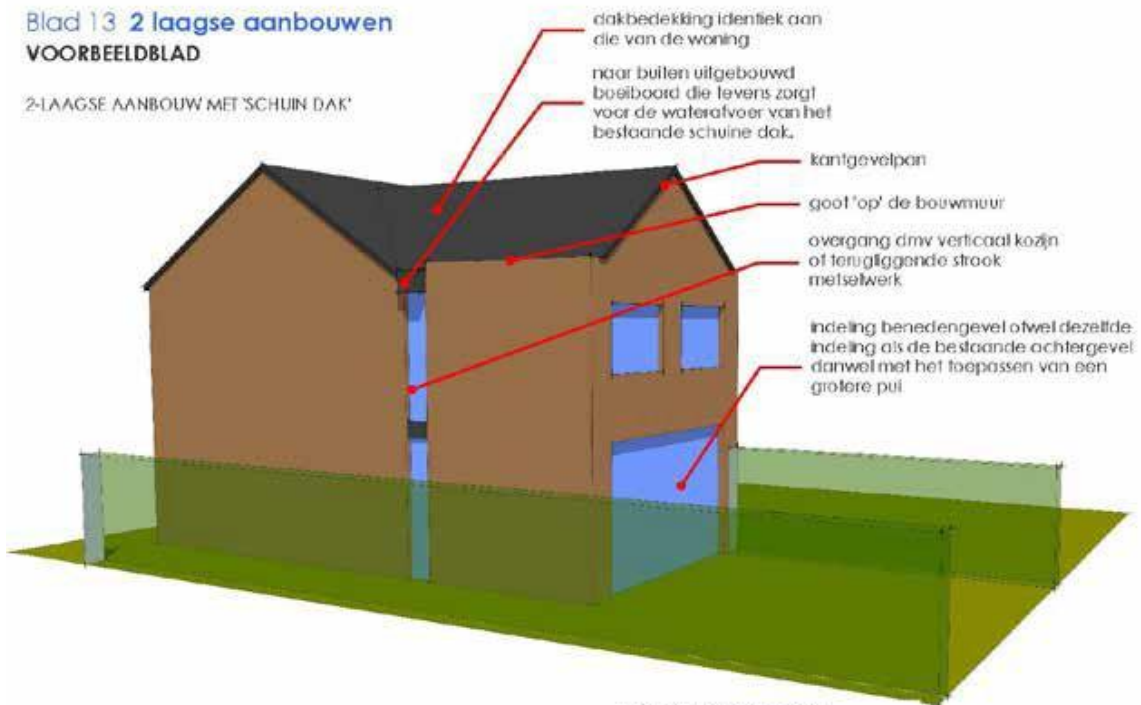 Blad 13 2 laagse aanbouwen
VOORBEELDBLAD
2-LAAGSE AANBOUW MET 'SCHUIN DAK'
dakbedekking identiek aan
die van de woning
naar buiten uitgebouwd
boeiboord die tevens zorgt
voor de waterafvoer van het
bestaande schuine dak.
kantgevelpan
goot 'op' de bouwmuur
overgang dmv verticaal kozijn
of terugliggende strook
metselwerk
indeling benedengevel ofwel dezelfde
indeling als de bestaande achtergevel
danwel met het toepassen van een
grotere pui